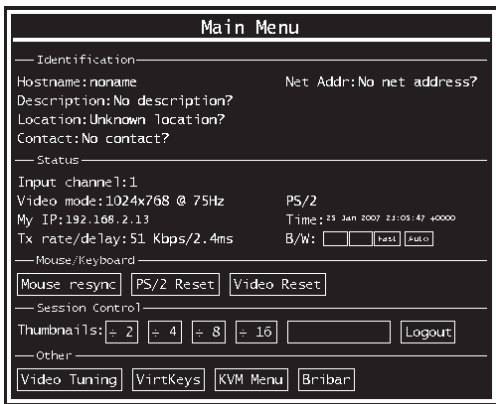 Main Menu
Identification
Hostname:noname Net Addr:No net address?
Description:No description?
Location:Unknown location?
Contact:No contact?
Status
Input channel:1
Video mode:1024x768 @ 75Hz PS/2
My IP:192.168.2.13 Time:25 Jan 2007 23:05:47 +0000
Tx rate/delay:51 Kbps/2.4ms B/W: Fast Auto
Mouse/Keyboard
Mouse resync PS/2 Reset Video Reset
Session Control
Thumbnails: ÷ 2 ÷ 4 ÷ 8 ÷ 16 Logout
Other
Video Tuning VirtKeys KVM Menu Bribar